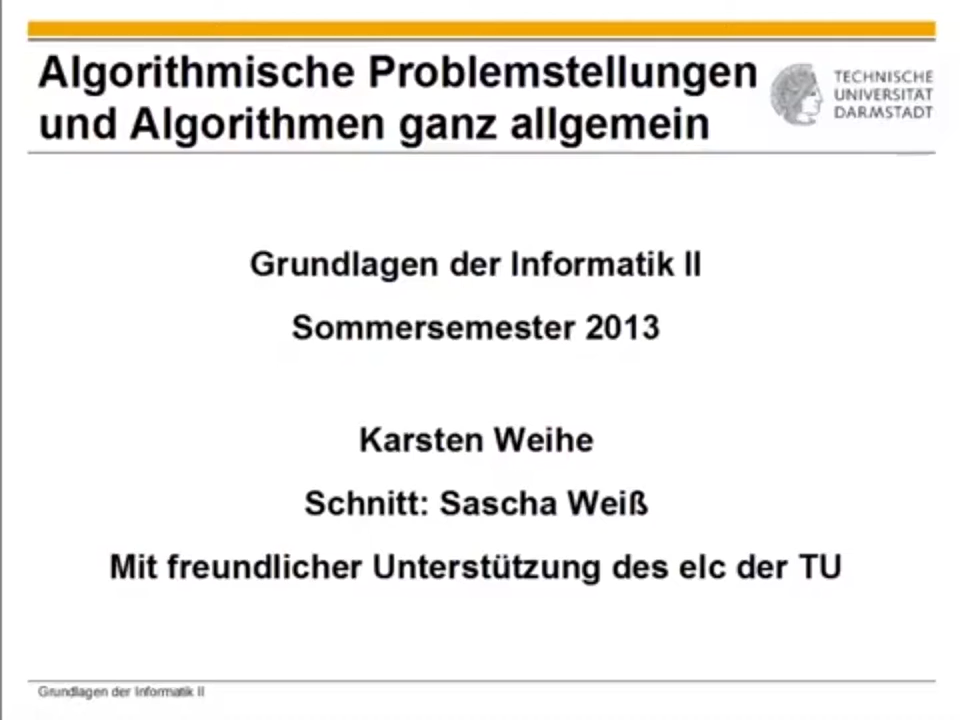 Algorithmische Problemstellungen
und Algorithmen ganz allgemein
TECHNISCHE
UNIVERSITÄT
DARMSTADT
Grundlagen der Informatik II
Sommersemester 2013
Karsten Weihe
Schnitt: Sascha Weiß
Mit freundlicher Unterstützung des elc der TU
Grundlagen der Informatik II